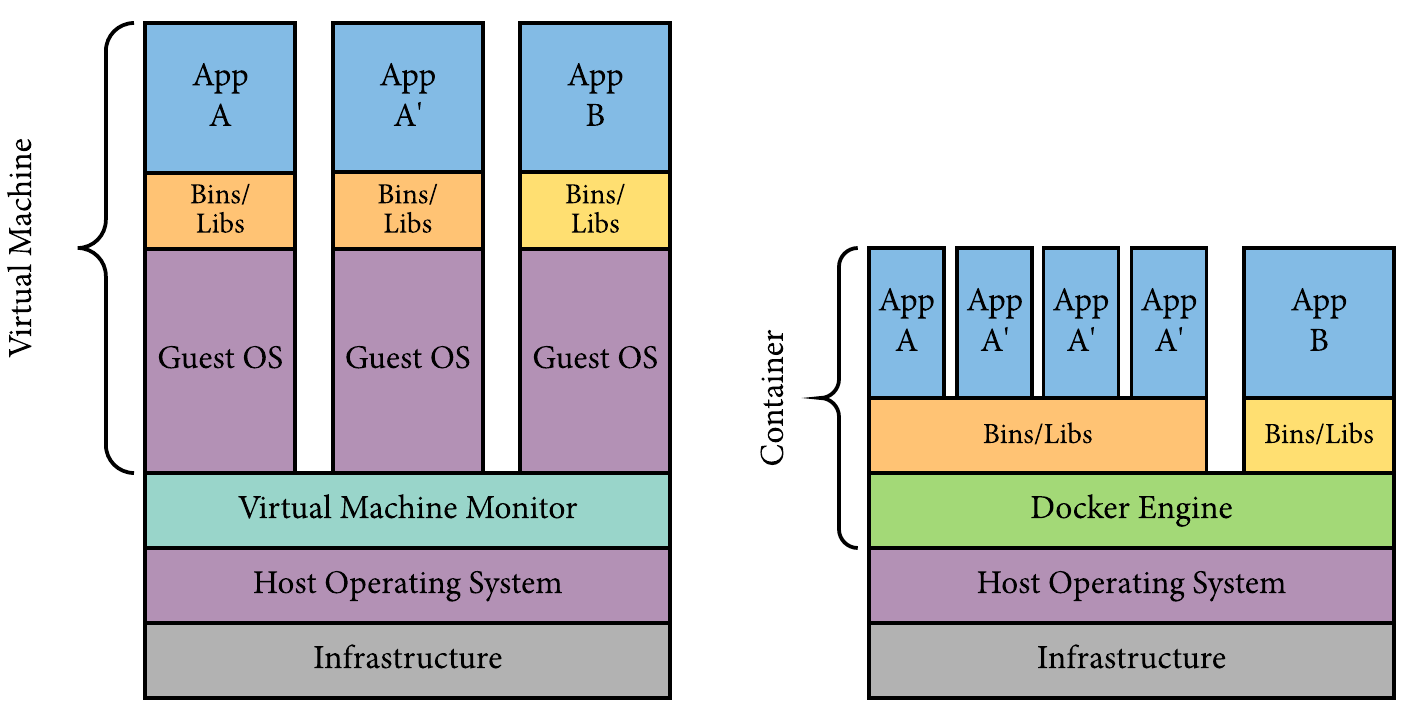 Virtual Machine
App
A
App
A'
App
B
Bins/
Libs
Bins/
Libs
Bins/
Libs
Guest OS
Guest OS
Guest OS
Virtual Machine Monitor
Host Operating System
Infrastructure
Container
App
A
App
A'
App
A'
App
A'
App
B
Bins/Libs
Bins/Libs
Docker Engine
Host Operating System
Infrastructure